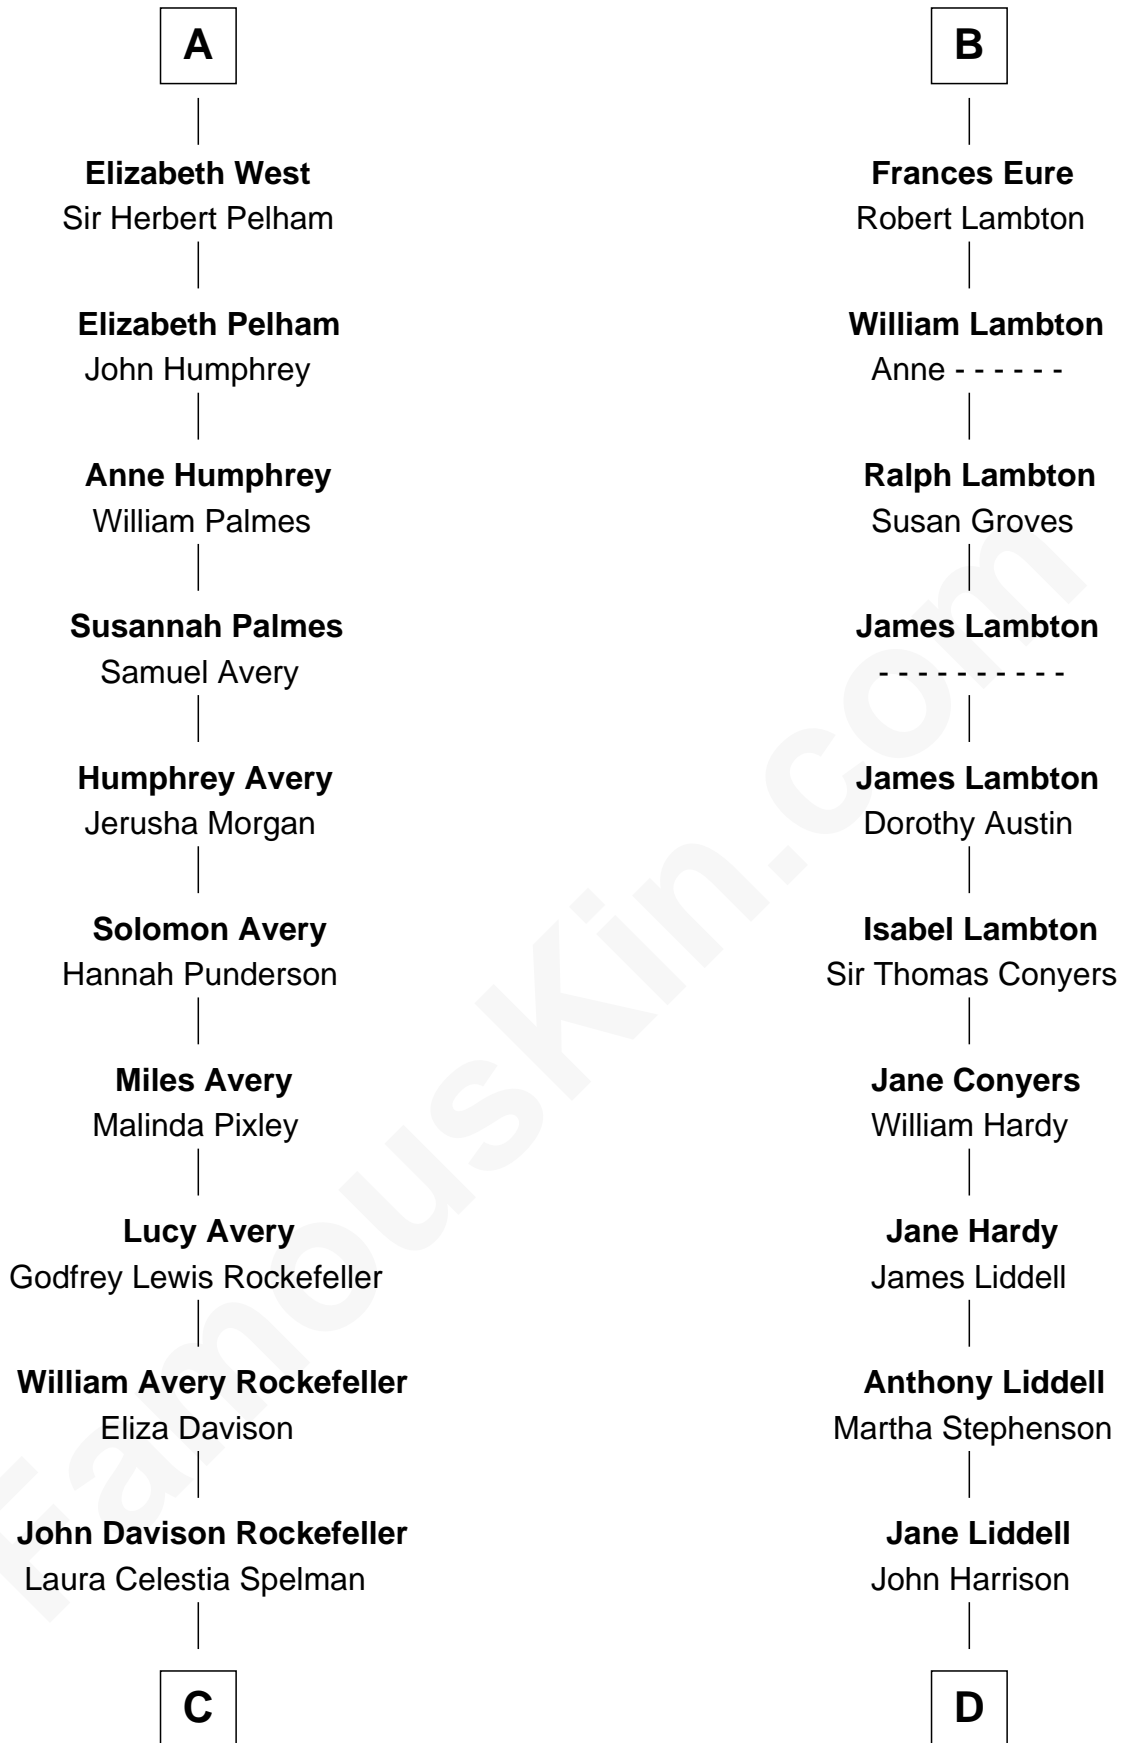 A
Elizabeth West
Sir Herbert Pelham
Elizabeth Pelham
John Humphrey
Anne Humphrey
William Palmes
Susannah Palmes
Samuel Avery
Humphrey Avery
Jerusha Morgan
Solomon Avery
Hannah Punderson
Miles Avery
Malinda Pixley
Lucy Avery
Godfrey Lewis Rockefeller
William Avery Rockefeller
Eliza Davison
John Davison Rockefeller
Laura Celestia Spelman
C
B
Frances Eure
Robert Lambton
William Lambton
Anne - - - - - -
Ralph Lambton
Susan Groves
James Lambton
- - - - - - - - - -
James Lambton
Dorothy Austin
Isabel Lambton
Sir Thomas Conyers
Jane Conyers
William Hardy
Jane Hardy
James Liddell
Anthony Liddell
Martha Stephenson
Jane Liddell
John Harrison
D
FamousKin.com